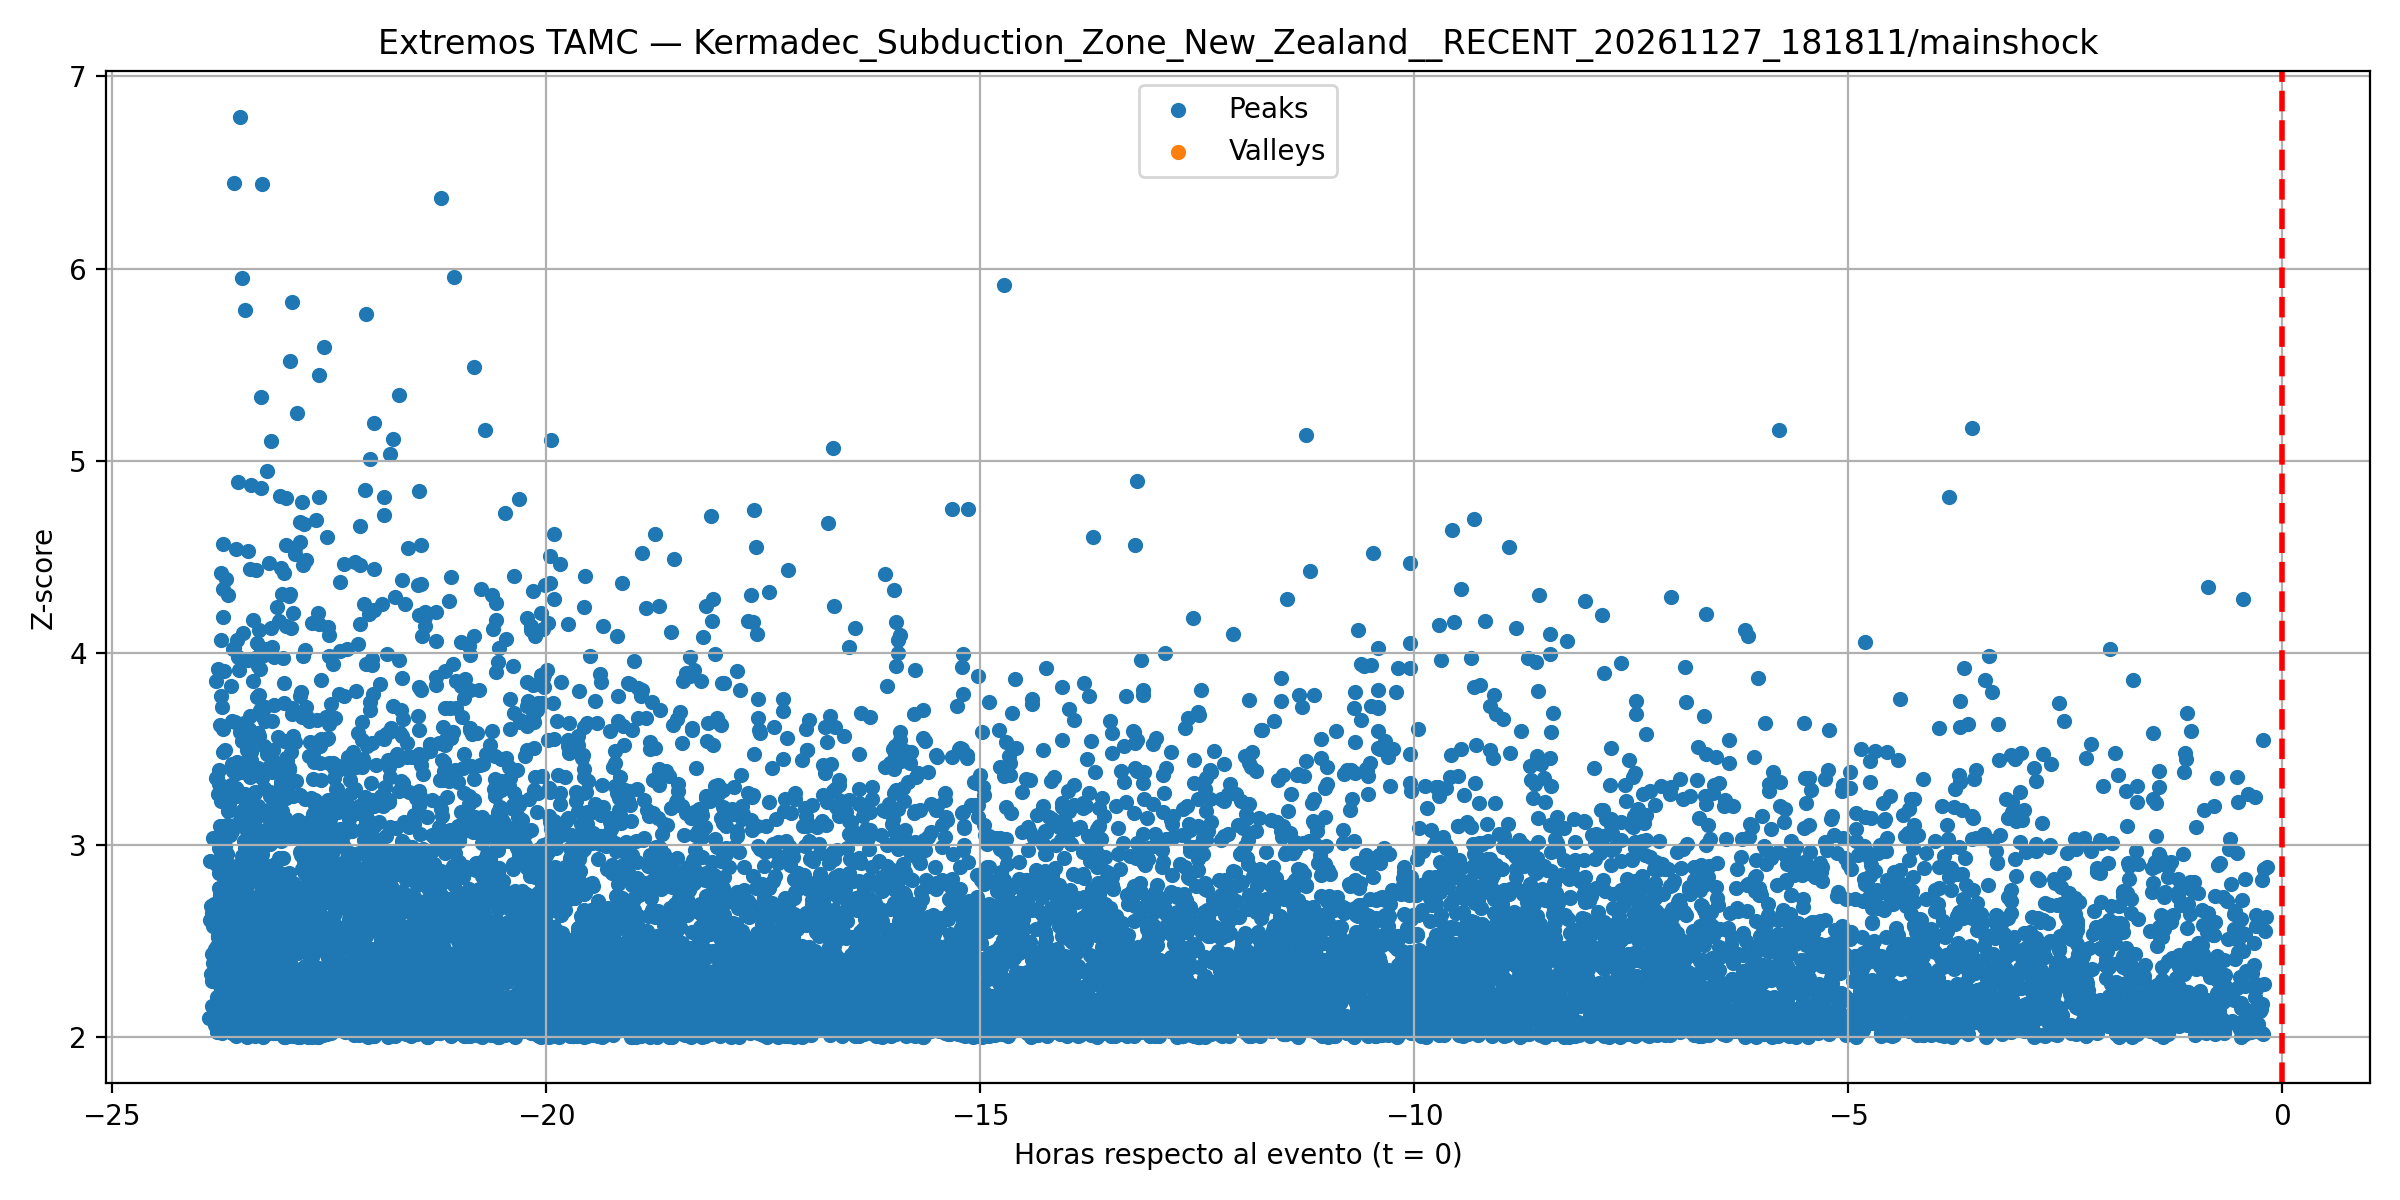 Extremos TAMC — Kermadec_Subduction_Zone_New_Zealand__RECENT_20261127_181811/mainshock
Peaks
Valleys
Z-score
7
6
5
4
3
2
−25
−20
−15
−10
−5
0
Horas respecto al evento (t = 0)